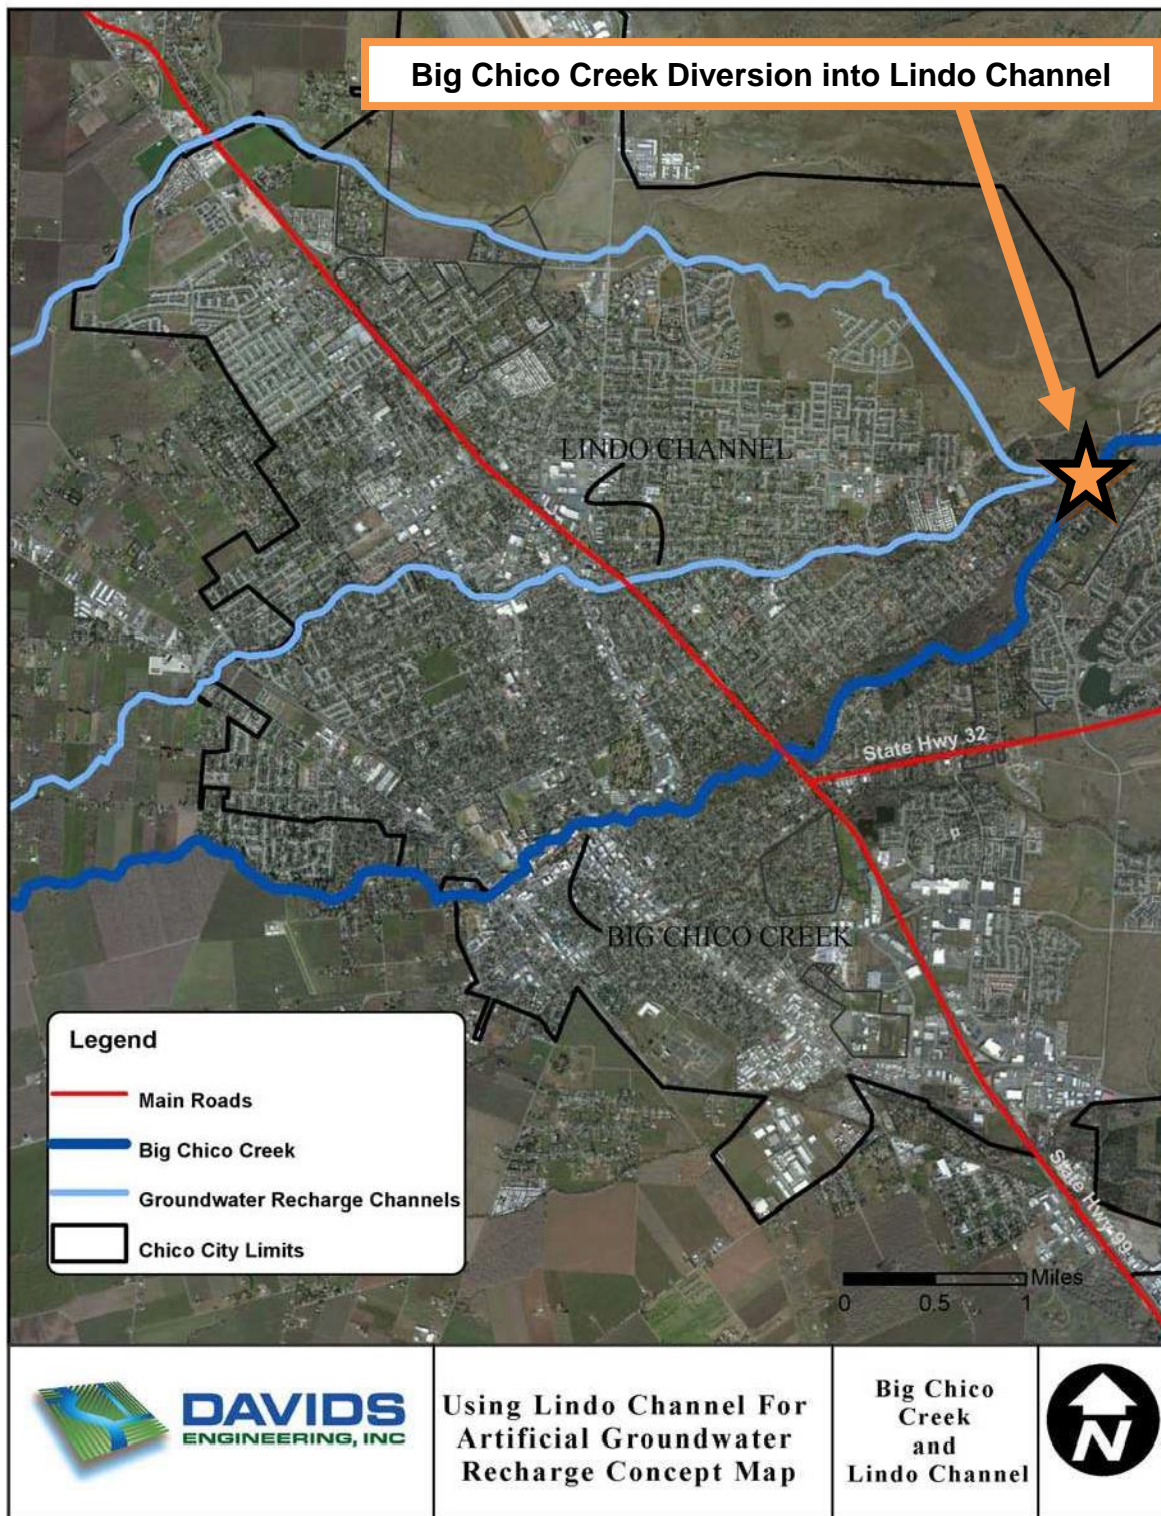 Big Chico Creek Diversion into Lindo Channel
LINDO CHANNEL
State Hwy 32
BIG CHICO CREEK
State Hwy 99
Legend
Main Roads
Big Chico Creek
Groundwater Recharge Channels
Chico City Limits
Miles
0 0.5 1
DAVIDS
ENGINEERING, INC
Using Lindo Channel For
Artificial Groundwater
Recharge Concept Map
Big Chico
Creek
and
Lindo Channel
N